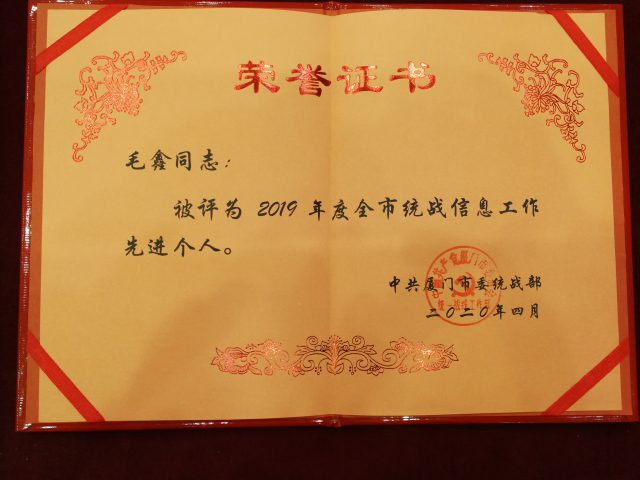 荣誉证书
毛鑫同志：
被评为 2019 年度全市统战信息工作
先进个人。
中共厦门市委统战部
二〇二〇年四月